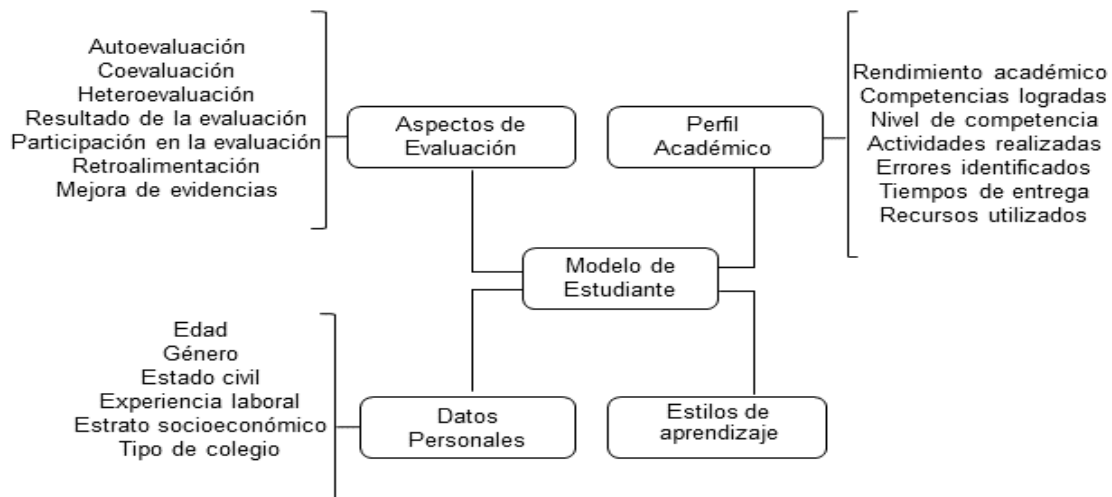 Autoevaluación
Coevaluación
Heteroevaluación
Resultado de la evaluación
Participación en la evaluación
Retroalimentación
Mejora de evidencias
Aspectos de
Evaluación
Perfil
Académico
Rendimiento académico
Competencias logradas
Nivel de competencia
Actividades realizadas
Errores identificados
Tiempos de entrega
Recursos utilizados
Modelo de
Estudiante
Edad
Género
Estado civil
Experiencia laboral
Estrato socioeconómico
Tipo de colegio
Datos
Personales
Estilos de
aprendizaje